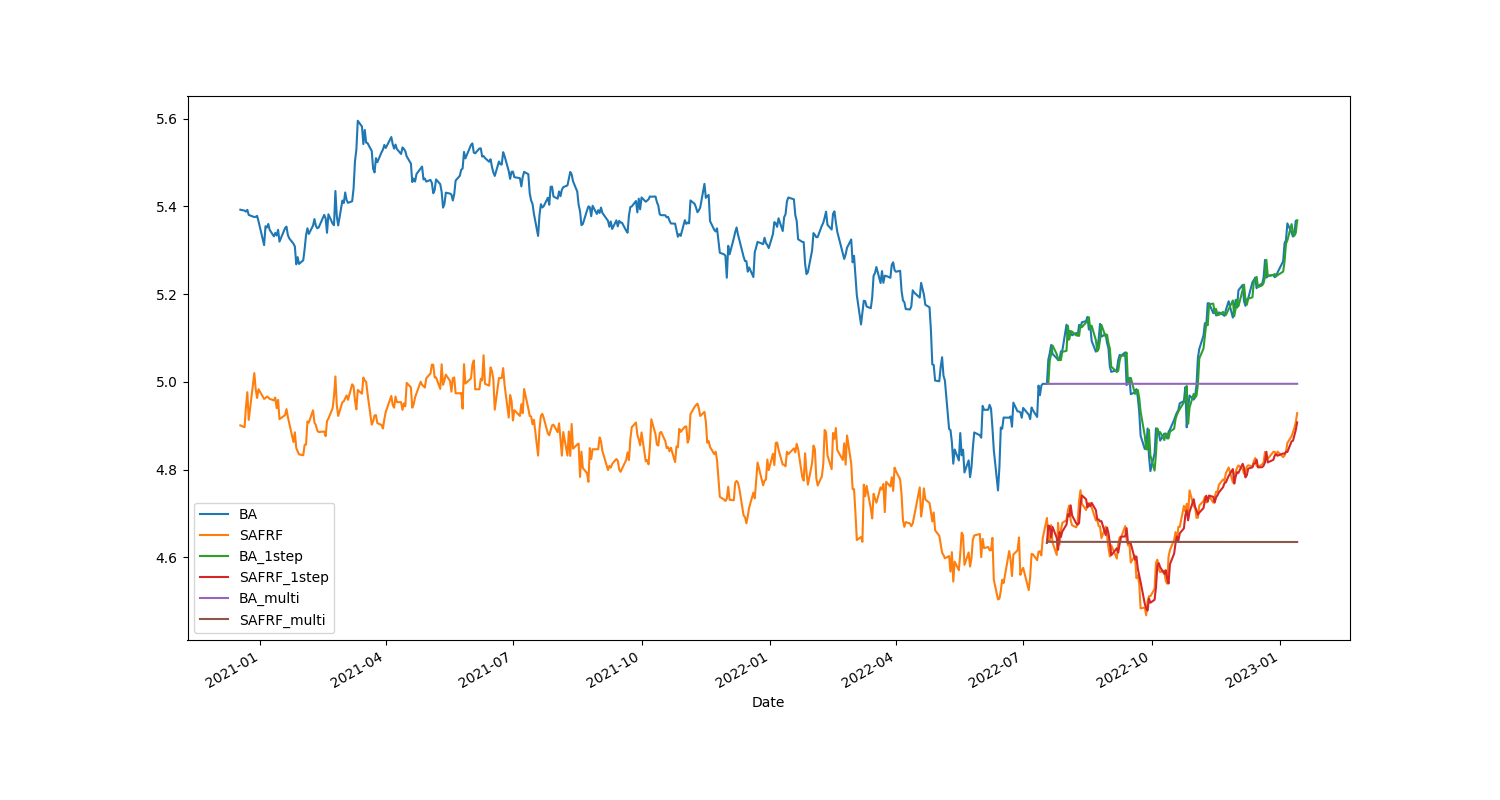 5.6
5.4
5.2
5.0
4.8
4.6
BA
SAFRF
BA_1step
SAFRF_1step
BA_multi
SAFRF_multi
2021-01
2021-04
2021-07
2021-10
2022-01
2022-04
2022-07
2022-10
2023-01
Date